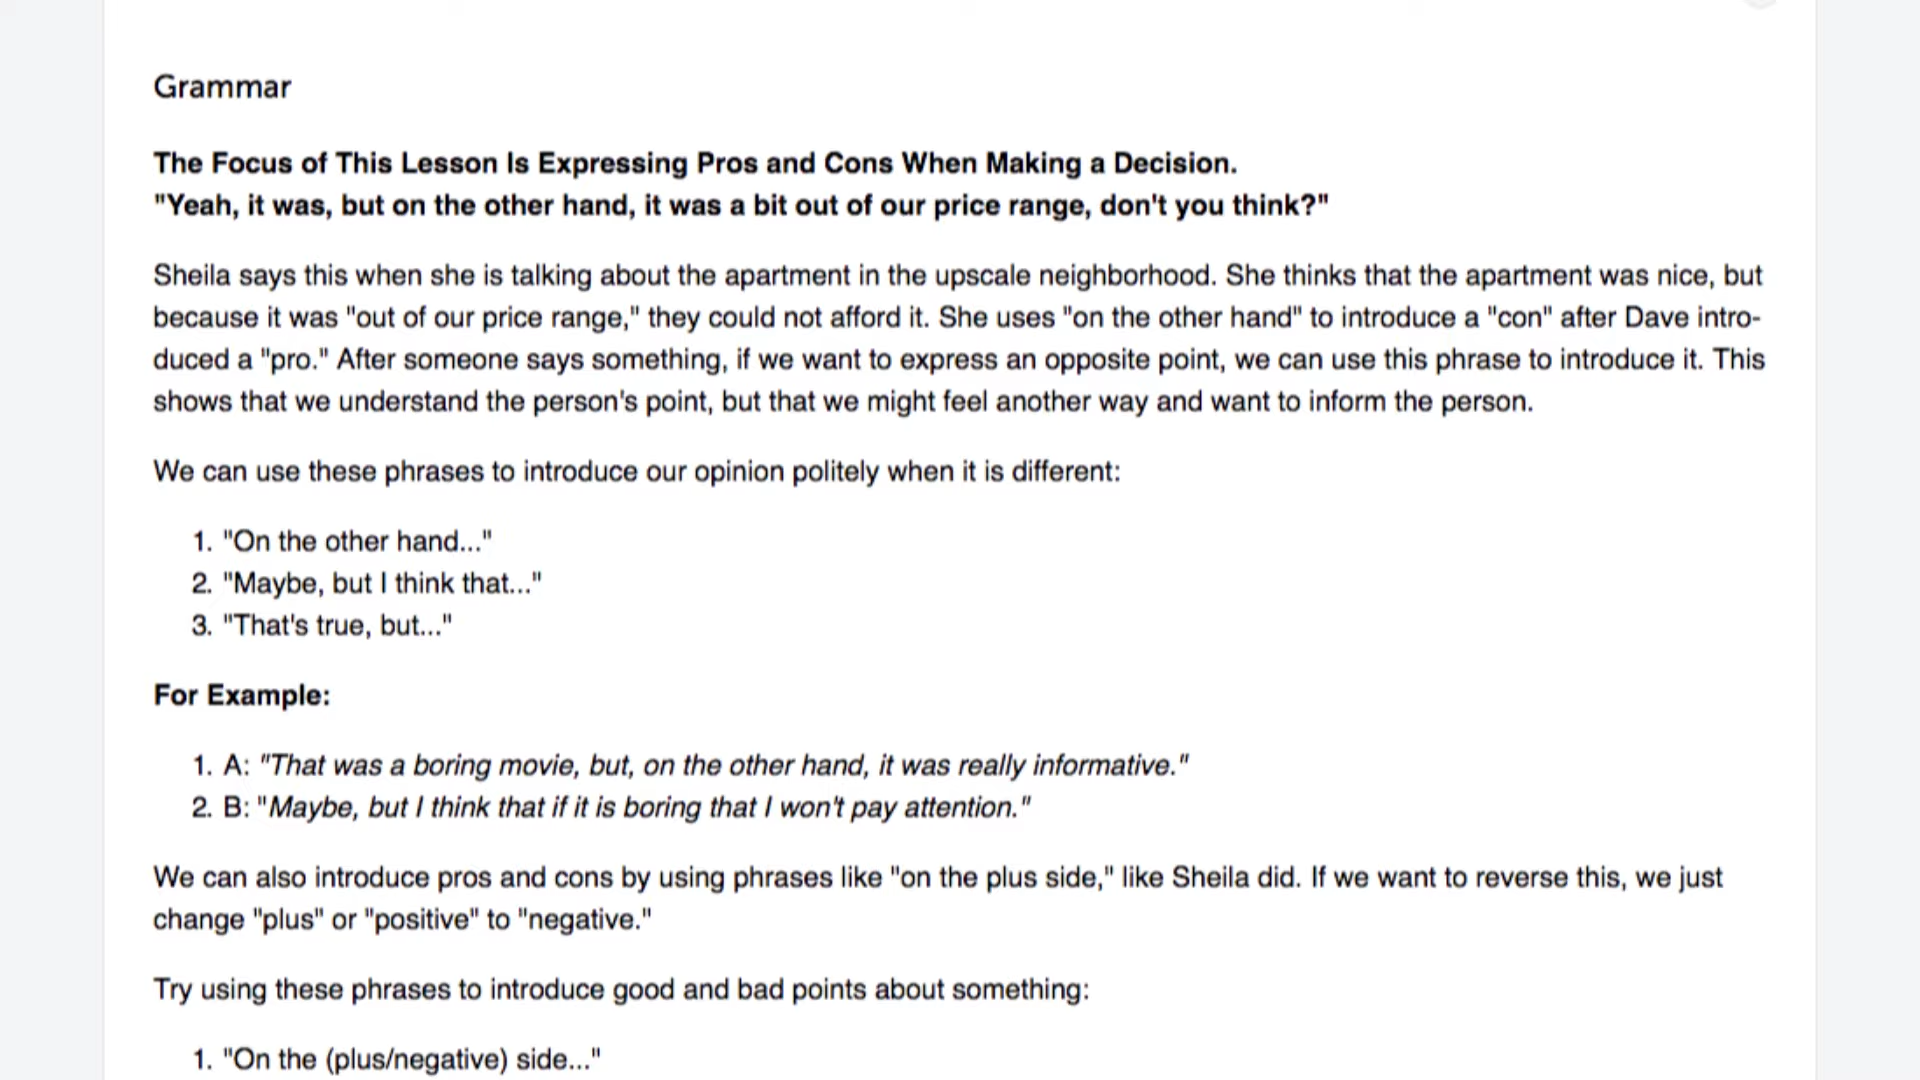 Grammar
The Focus of This Lesson Is Expressing Pros and Cons When Making a Decision.
"Yeah, it was, but on the other hand, it was a bit out of our price range, don't you think?"
Sheila says this when she is talking about the apartment in the upscale neighborhood. She thinks that the apartment was nice, but
because it was "out of our price range," they could not afford it. She uses "on the other hand" to introduce a "con" after Dave intro-
duced a "pro." After someone says something, if we want to express an opposite point, we can use this phrase to introduce it. This
shows that we understand the person's point, but that we might feel another way and want to inform the person.
We can use these phrases to introduce our opinion politely when it is different:
1. "On the other hand..."
2. "Maybe, but I think that..."
3. "That's true, but..."
For Example:
1. A: "That was a boring movie, but, on the other hand, it was really informative."
2. B: "Maybe, but I think that if it is boring that I won't pay attention."
We can also introduce pros and cons by using phrases like "on the plus side," like Sheila did. If we want to reverse this, we just
change "plus" or "positive" to "negative."
Try using these phrases to introduce good and bad points about something:
1. "On the (plus/negative) side..."